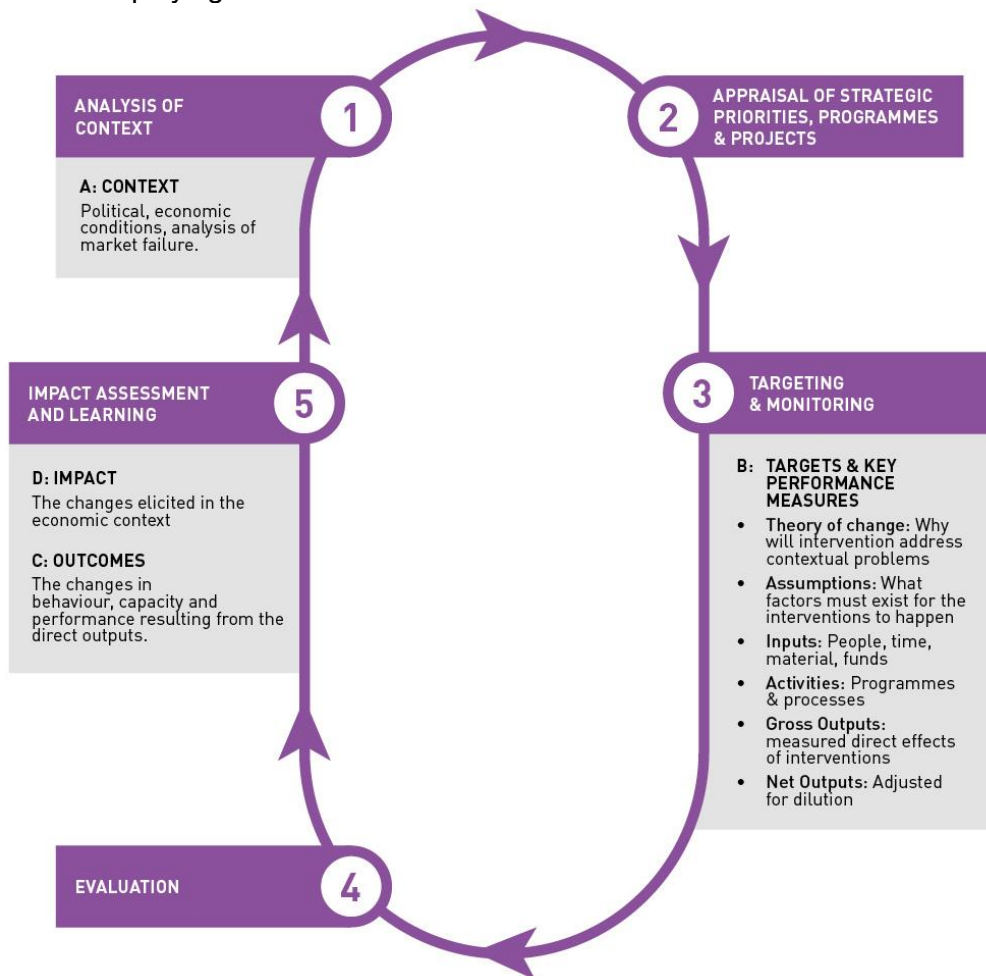 1
ANALYSIS OF
CONTEXT
A: CONTEXT
Political, economic
conditions, analysis of
market failure.
2
APPRAISAL OF STRATEGIC
PRIORITIES, PROGRAMMES
& PROJECTS
3
TARGETING
& MONITORING
B: TARGETS & KEY
PERFORMANCE
MEASURES
• Theory of change: Why
will intervention address
contextual problems
• Assumptions: What
factors must exist for the
interventions to happen
• Inputs: People, time,
material, funds
• Activities: Programmes
& processes
• Gross Outputs:
measured direct effects
of interventions
• Net Outputs: Adjusted
for dilution
4
EVALUATION
5
IMPACT ASSESSMENT
AND LEARNING
D: IMPACT
The changes elicited in the
economic context
C: OUTCOMES
The changes in
behaviour, capacity and
performance resulting from the
direct outputs.